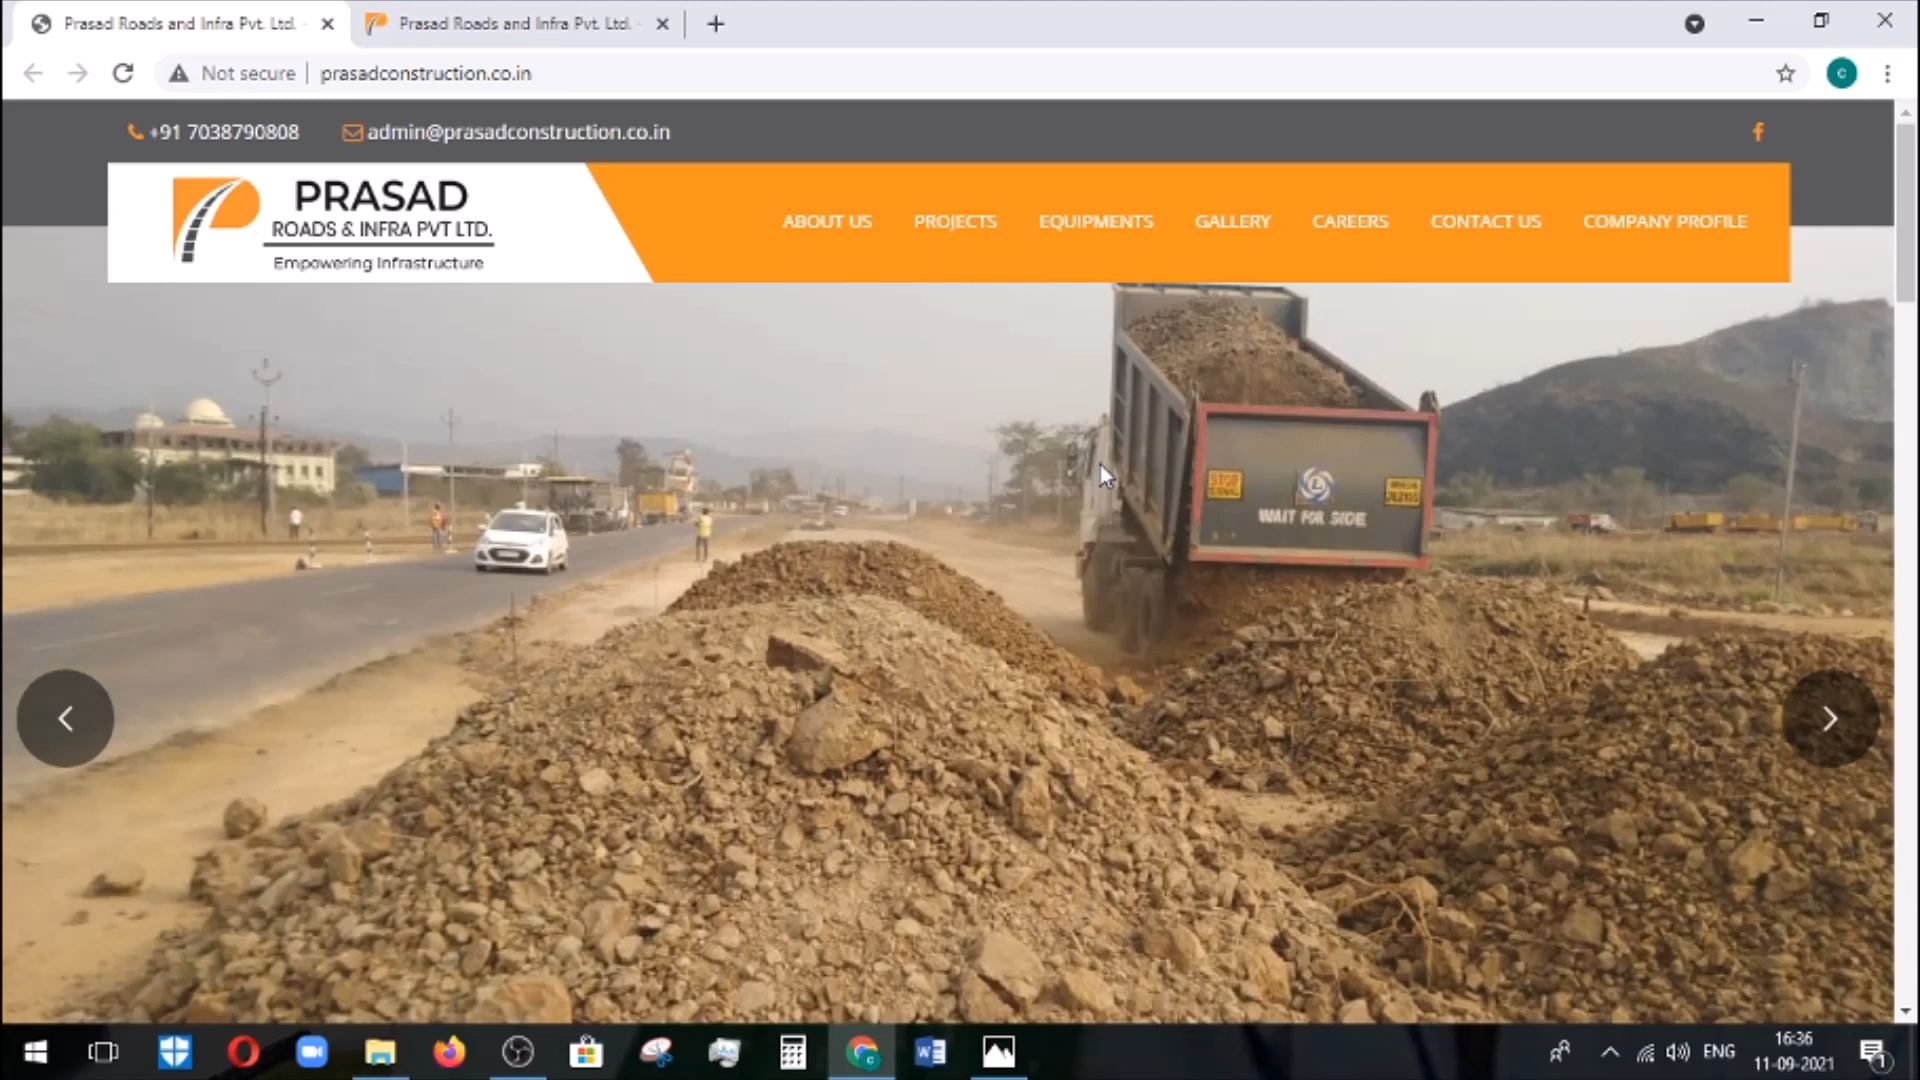 Prasad Roads and Infra Pvt. Ltd. -
Prasad Roads and Infra Pvt. Ltd. -
Not secure
prasadconstruction.co.in
C
+91 7038790808
admin@prasadconstruction.co.in
PRASAD
ROADS & INFRA PVT LTD.
Empowering Infrastructure
ABOUT US
PROJECTS
EQUIPMENTS
GALLERY
CAREERS
CONTACT US
COMPANY PROFILE
STOP
WAIT FOR SIDE
ENG
16:36
11-09-2021
1